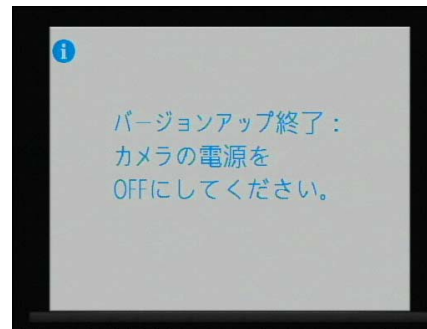 バージョンアップ終了：
カメラの電源を
OFFにしてください。